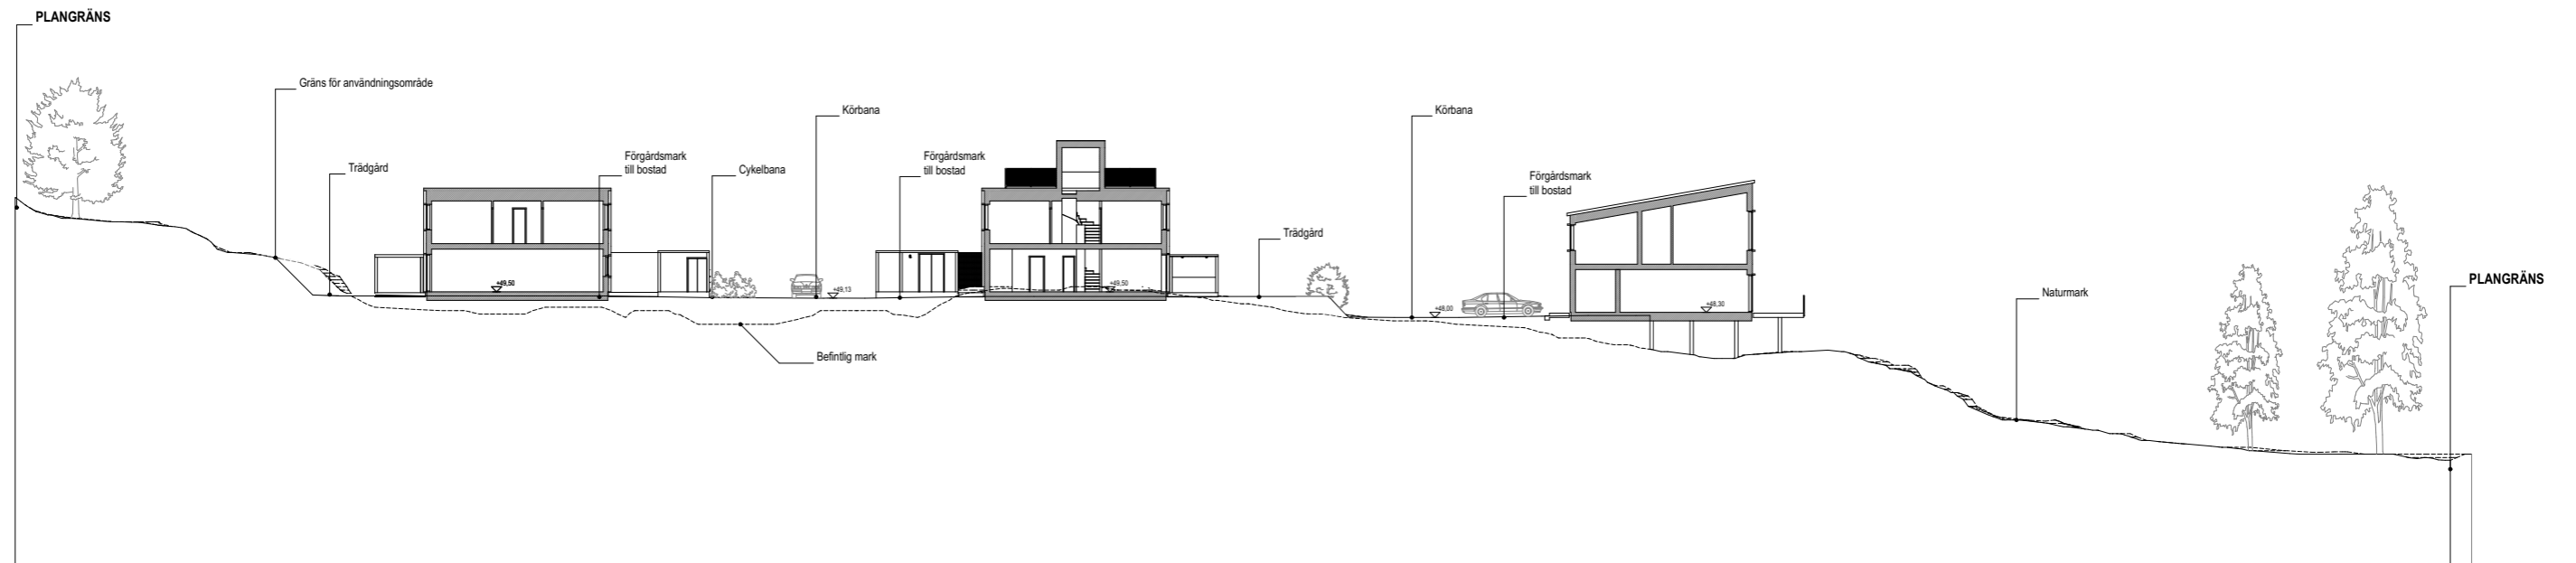 PLANGRÄNS
Gräns för användningsområde
Trädgård
Förgårdsmark
till bostad
Cykelbana
Körbana
Förgårdsmark
till bostad
Trädgård
Körbana
Förgårdsmark
till bostad
Naturmark
PLANGRÄNS
+49,50
+49,13
+49,50
+49,00
+48,30
Befintlig mark